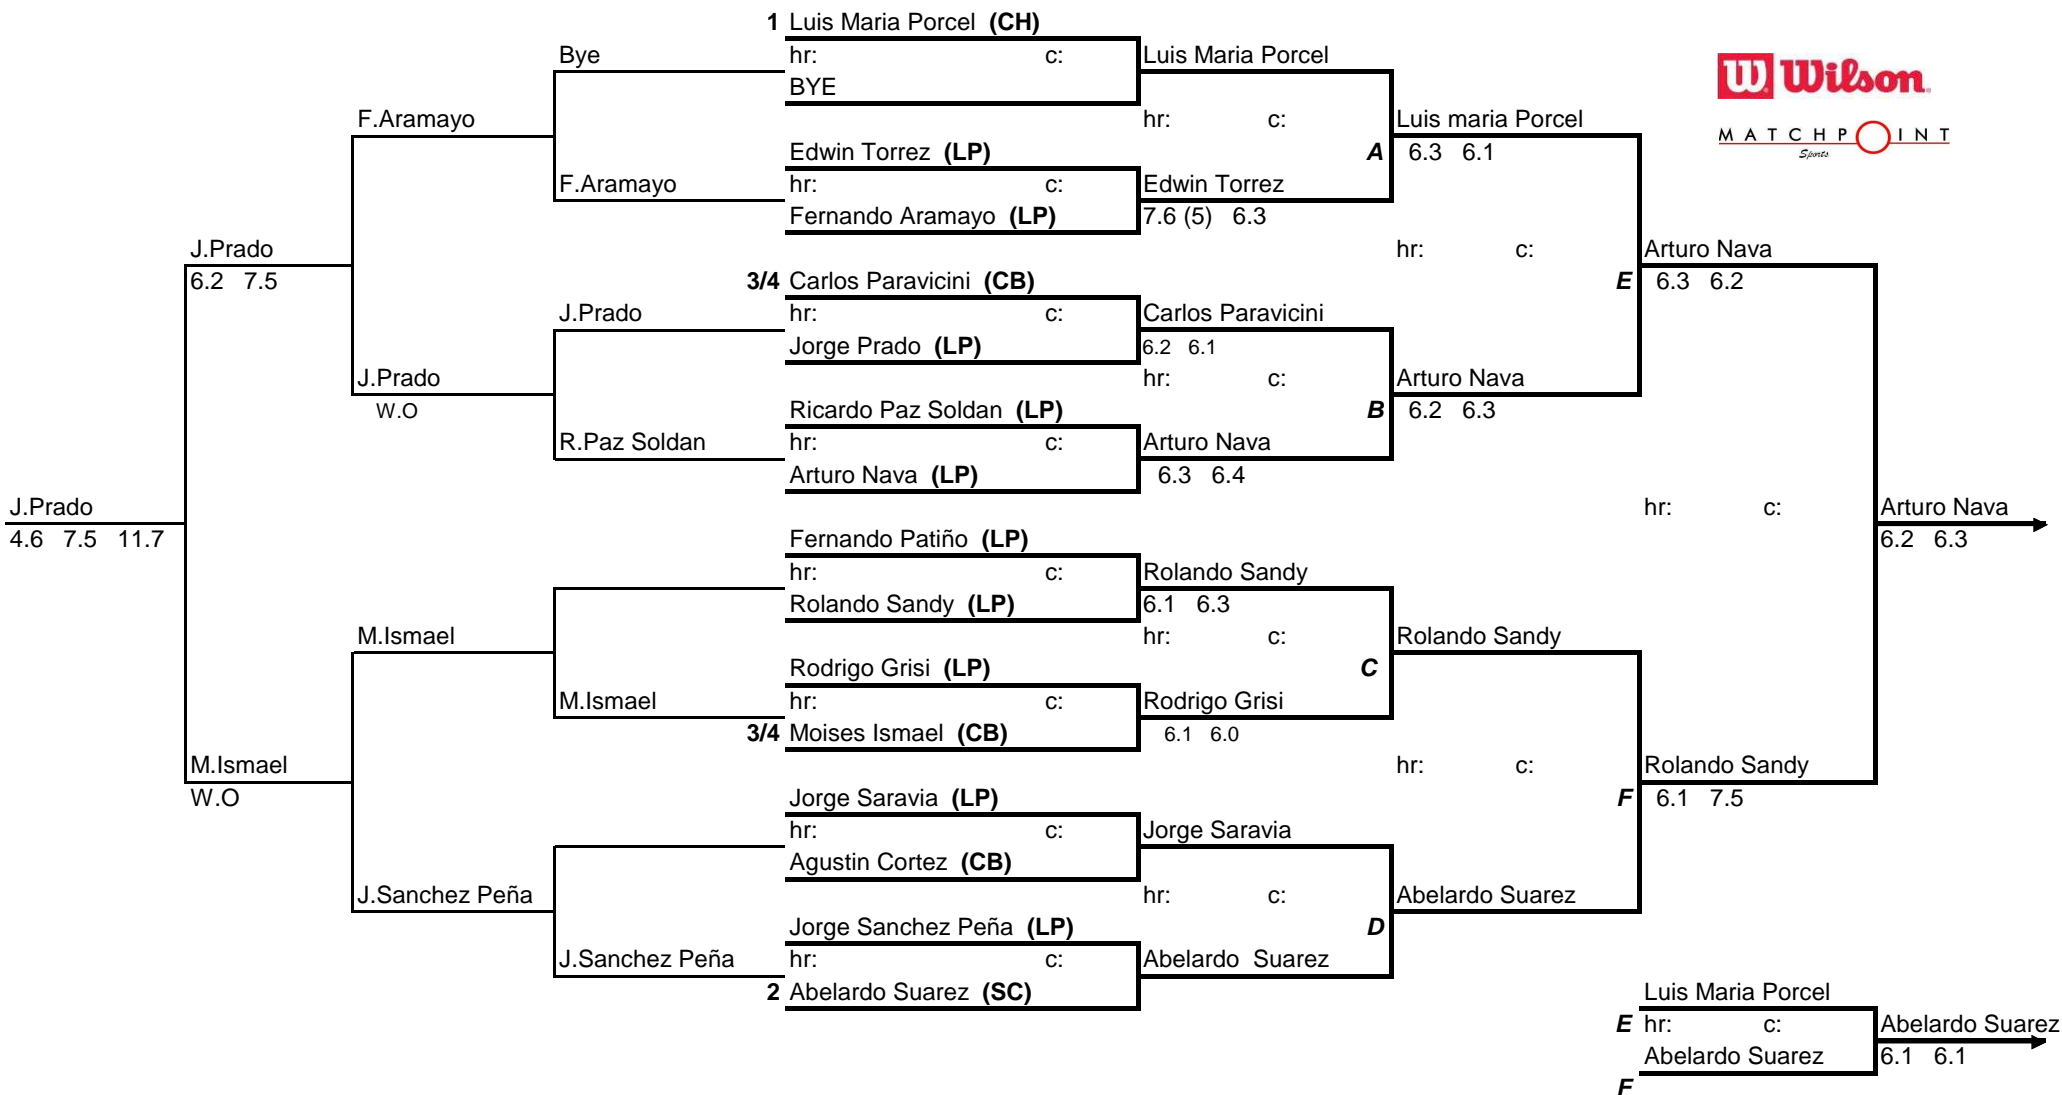 1 Luis Maria Porcel (CH)
Bye hr: c: Luis Maria Porcel
BYE
W Wilson.
F.Aramayo hr: c: Luis maria Porcel
MATCHPOINT
Sports
Edwin Torrez (LP) A 6.3 6.1
F.Aramayo hr: c: Edwin Torrez
Fernando Aramayo (LP) 7.6 (5) 6.3
J.Prado hr: c: Arturo Nava
6.2 7.5 3/4 Carlos Paravicini (CB) E 6.3 6.2
J.Prado hr: c: Carlos Paravicini
Jorge Prado (LP) 6.2 6.1
J.Prado hr: c: Arturo Nava
W.O Ricardo Paz Soldan (LP) B 6.2 6.3
R.Paz Soldan hr: c: Arturo Nava
Arturo Nava (LP) 6.3 6.4
J.Prado hr: c: Arturo Nava
4.6 7.5 11.7 Fernando Patiño (LP) 6.2 6.3
hr: c: Rolando Sandy
Rolando Sandy (LP) 6.1 6.3
M.Ismael hr: c: Rolando Sandy
Rodrigo Grisi (LP) C
M.Ismael hr: c: Rodrigo Grisi
3/4 Moises Ismael (CB) 6.1 6.0
M.Ismael hr: c: Rolando Sandy
W.O Jorge Saravia (LP) F 6.1 7.5
hr: c: Jorge Saravia
Agustin Cortez (CB)
J.Sanchez Peña hr: c: Abelardo Suarez
Jorge Sanchez Peña (LP) D
J.Sanchez Peña hr: c: Abelardo Suarez
2 Abelardo Suarez (SC) Luis Maria Porcel
E hr: c: Abelardo Suarez
Abelardo Suarez 6.1 6.1
F